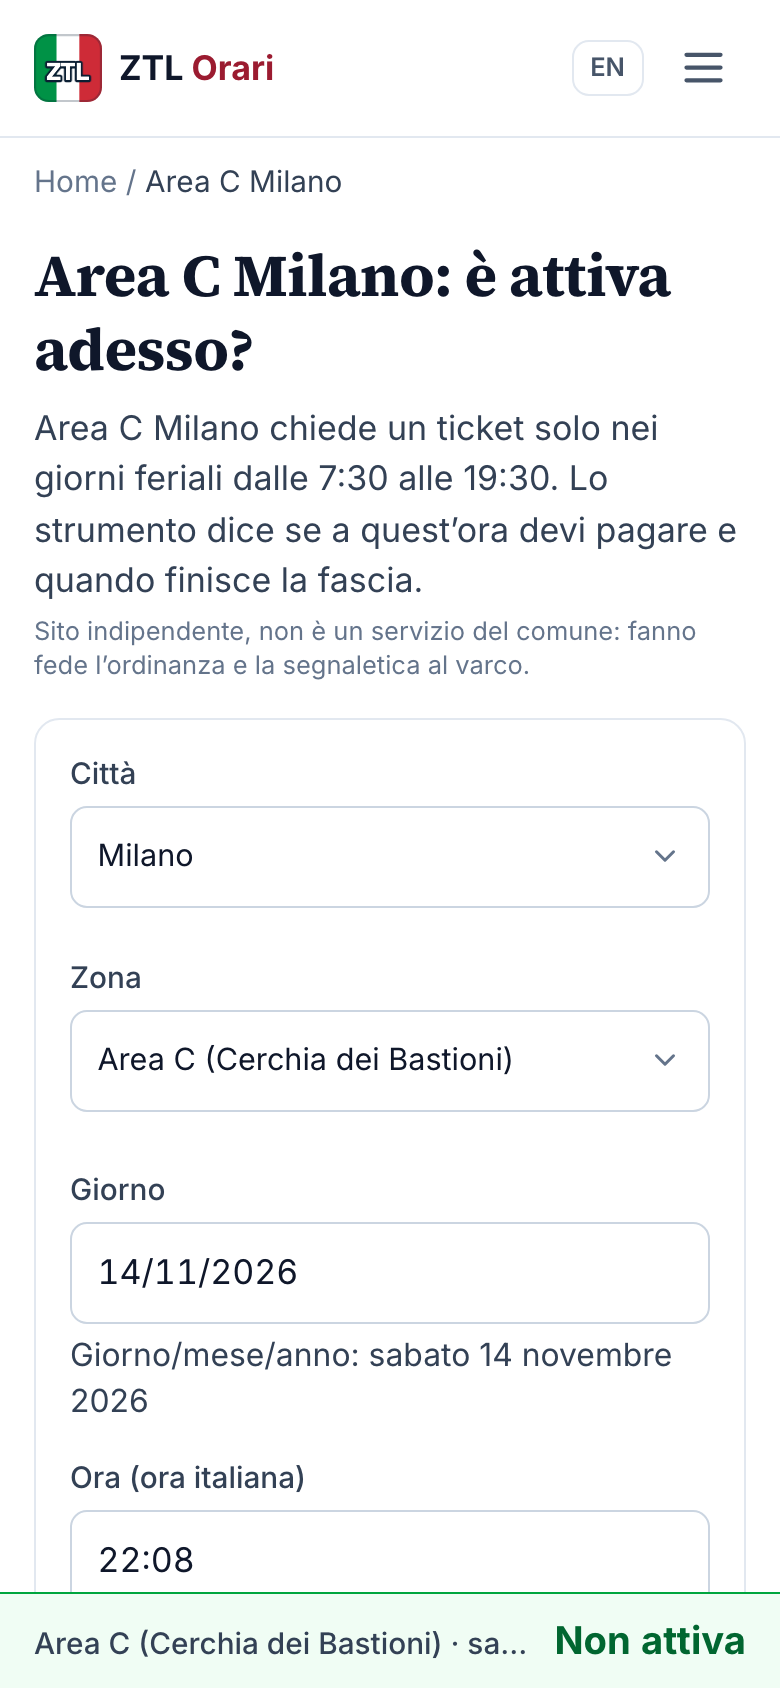 ZTL
ZTL Orari
EN
Home / Area C Milano
Area C Milano: è attiva
adesso?
Area C Milano chiede un ticket solo nei
giorni feriali dalle 7:30 alle 19:30. Lo
strumento dice se a quest’ora devi pagare e
quando finisce la fascia.
Sito indipendente, non è un servizio del comune: fanno
fede l’ordinanza e la segnaletica al varco.
Città
Milano
Zona
Area C (Cerchia dei Bastioni)
Giorno
14/11/2026
Giorno/mese/anno: sabato 14 novembre
2026
Ora (ora italiana)
22:08
Area C (Cerchia dei Bastioni) · sa... Non attiva